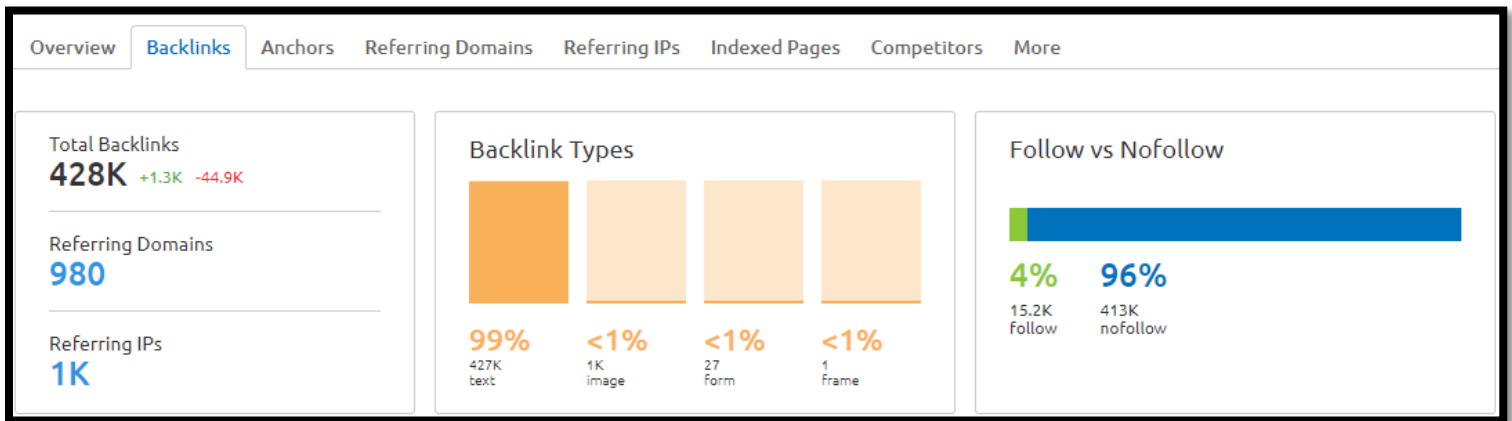 Overview Backlinks Anchors Referring Domains Referring IPs Indexed Pages Competitors More
Total Backlinks
428K +1.3K -44.9K
Referring Domains
980
Referring IPs
1K
Backlink Types
99% <1% <1% <1%
427K 1K 27 1
text image form frame
Follow vs Nofollow
4% 96%
15.2K 413K
follow nofollow